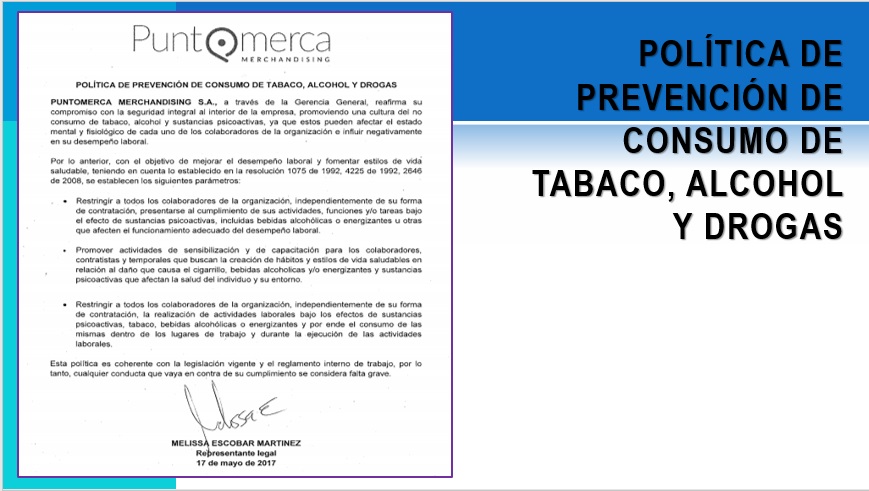 PuntQmerca
MERCHANDISING
POLÍTICA DE PREVENCIÓN DE CONSUMO DE TABACO, ALCOHOL Y DROGAS
PUNTOMERCA MERCHANDISING S.A., a través de la Gerencia General, reafirma su
compromiso con la seguridad integral al interior de la empresa, promoviendo una cultura del no
consumo de tabaco, alcohol y sustancias psicoactivas, ya que estos pueden afectar el estado
mental y fisiológico de cada uno de los colaboradores de la organización e influir negativamente
en su desempeño laboral.
Por lo anterior, con el objetivo de mejorar el desempeño laboral y fomentar estilos de vida
saludable, teniendo en cuenta lo establecido en la resolución 1075 de 1992, 4225 de 1992, 2646
de 2008, se establecen los siguientes parámetros:
• Restringir a todos los colaboradores de la organización, independientemente de su forma
de contratación, presentarse al cumplimiento de sus actividades, funciones y/o tareas bajo
el efecto de sustancias psicoactivas, incluidas bebidas alcohólicas o energizantes u otras
que afecten el funcionamiento adecuado del desempeño laboral.
• Promover actividades de sensibilización y de capacitación para los colaboradores,
contratistas y temporales que buscan la creación de hábitos y estilos de vida saludables en
relación al daño que causa el cigarrillo, bebidas alcoholicas y/o energizantes y sustancias
psicoactivas que afectan la salud del individuo y su entorno.
• Restringir a todos los colaboradores de la organización, independientemente de su forma
de contratación, la realización de actividades laborales bajo los efectos de sustancias
psicoactivas, tabaco, bebidas alcohólicas o energizantes y por ende el consumo de las
mismas dentro de los lugares de trabajo y durante la ejecución de las actividades
laborales.
Esta política es coherente con la legislación vigente y el reglamento interno de trabajo, por lo
tanto, cualquier conducta que vaya en contra de su cumplimiento se considera falta grave.
MELISSA ESCOBAR MARTINEZ
Representante legal
17 de mayo de 2017
POLÍTICA DE
PREVENCIÓN DE
CONSUMO DE
TABACO, ALCOHOL
Y DROGAS